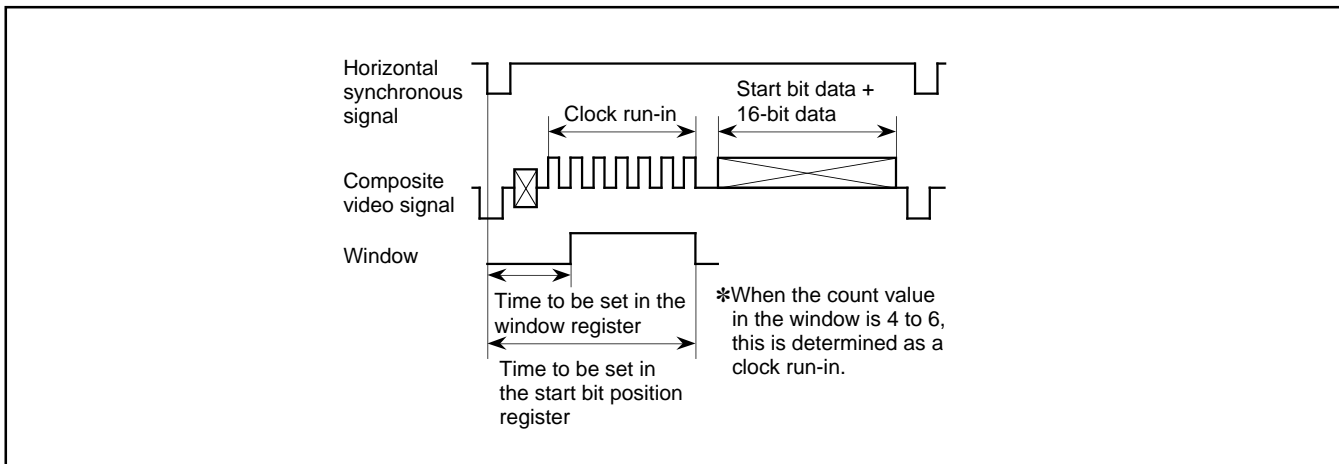 Horizontal
synchronous
signal
Clock run-in
Start bit data +
16-bit data
Composite
video signal
Window
Time to be set in the
window register
Time to be set in
the start bit position
register
✽When the count value
in the window is 4 to 6,
this is determined as a
clock run-in.